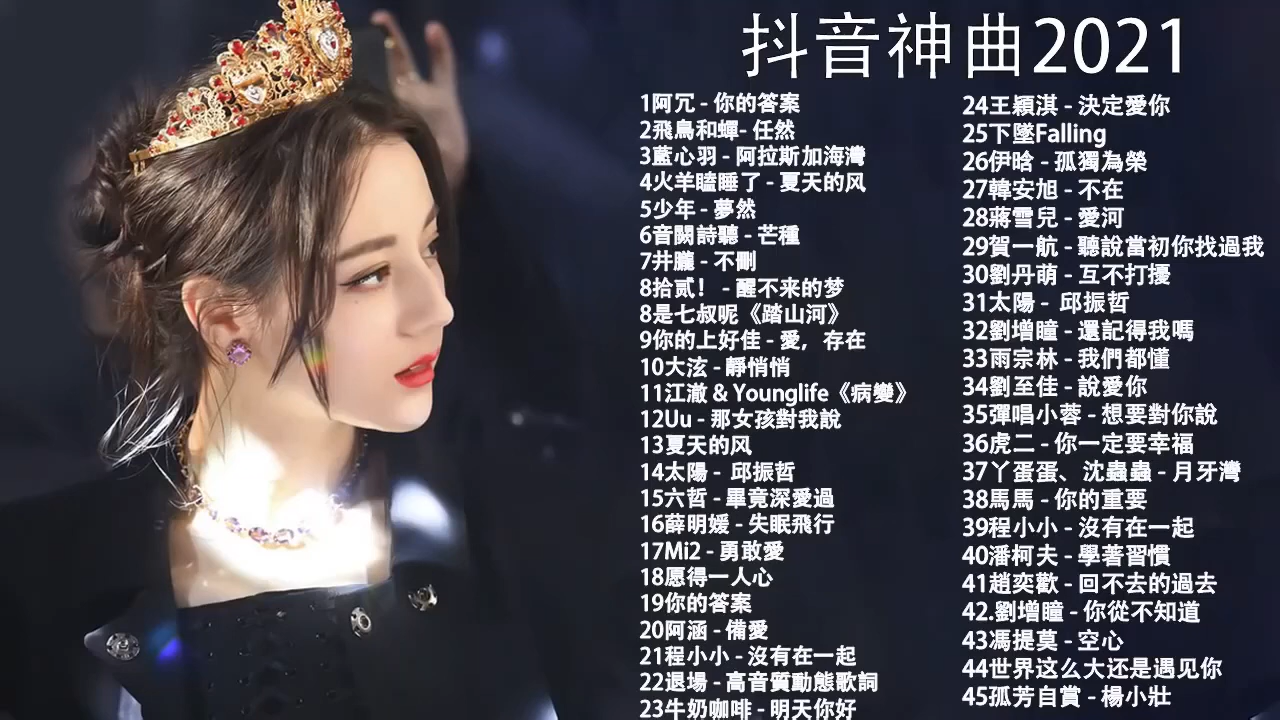 抖音神曲2021
1阿冗 - 你的答案
2飛鳥和蟬- 任然
3藍心羽 - 阿拉斯加海灣
4火羊瞌睡了 - 夏天的风
5少年 - 夢然
6音闕詩聽 - 芒種
7井朧 - 不刪
8拾贰！ - 醒不来的梦
8是七叔呢《踏山河》
9你的上好佳 - 愛，存在
10大泫 - 靜悄悄
11江澈 & Younglife《病變》
12Uu - 那女孩對我說
13夏天的风
14太陽 - 邱振哲
15六哲 - 畢竟深愛過
16薛明媛 - 失眠飛行
17Mi2 - 勇敢愛
18愿得一人心
19你的答案
20阿涵 - 備愛
21程小小 - 沒有在一起
22退場 - 高音質動態歌詞
23牛奶咖啡 - 明天你好
24王穎淇 - 決定愛你
25下墜Falling
26伊晗 - 孤獨為榮
27韓安旭 - 不在
28蔣雪兒 - 愛河
29賀一航 - 聽說當初你找過我
30劉丹萌 - 互不打擾
31太陽 - 邱振哲
32劉增瞳 - 還記得我嗎
33雨宗林 - 我們都懂
34劉至佳 - 說愛你
35彈唱小蓉 - 想要對你說
36虎二 - 你一定要幸福
37丫蛋蛋、沈蟲蟲 - 月牙灣
38馬馬 - 你的重要
39程小小 - 沒有在一起
40潘柯夫 - 學著習慣
41趙奕歡 - 回不去的過去
42.劉增瞳 - 你從不知道
43馮提莫 - 空心
44世界这么大还是遇见你
45孤芳自賞 - 楊小壯